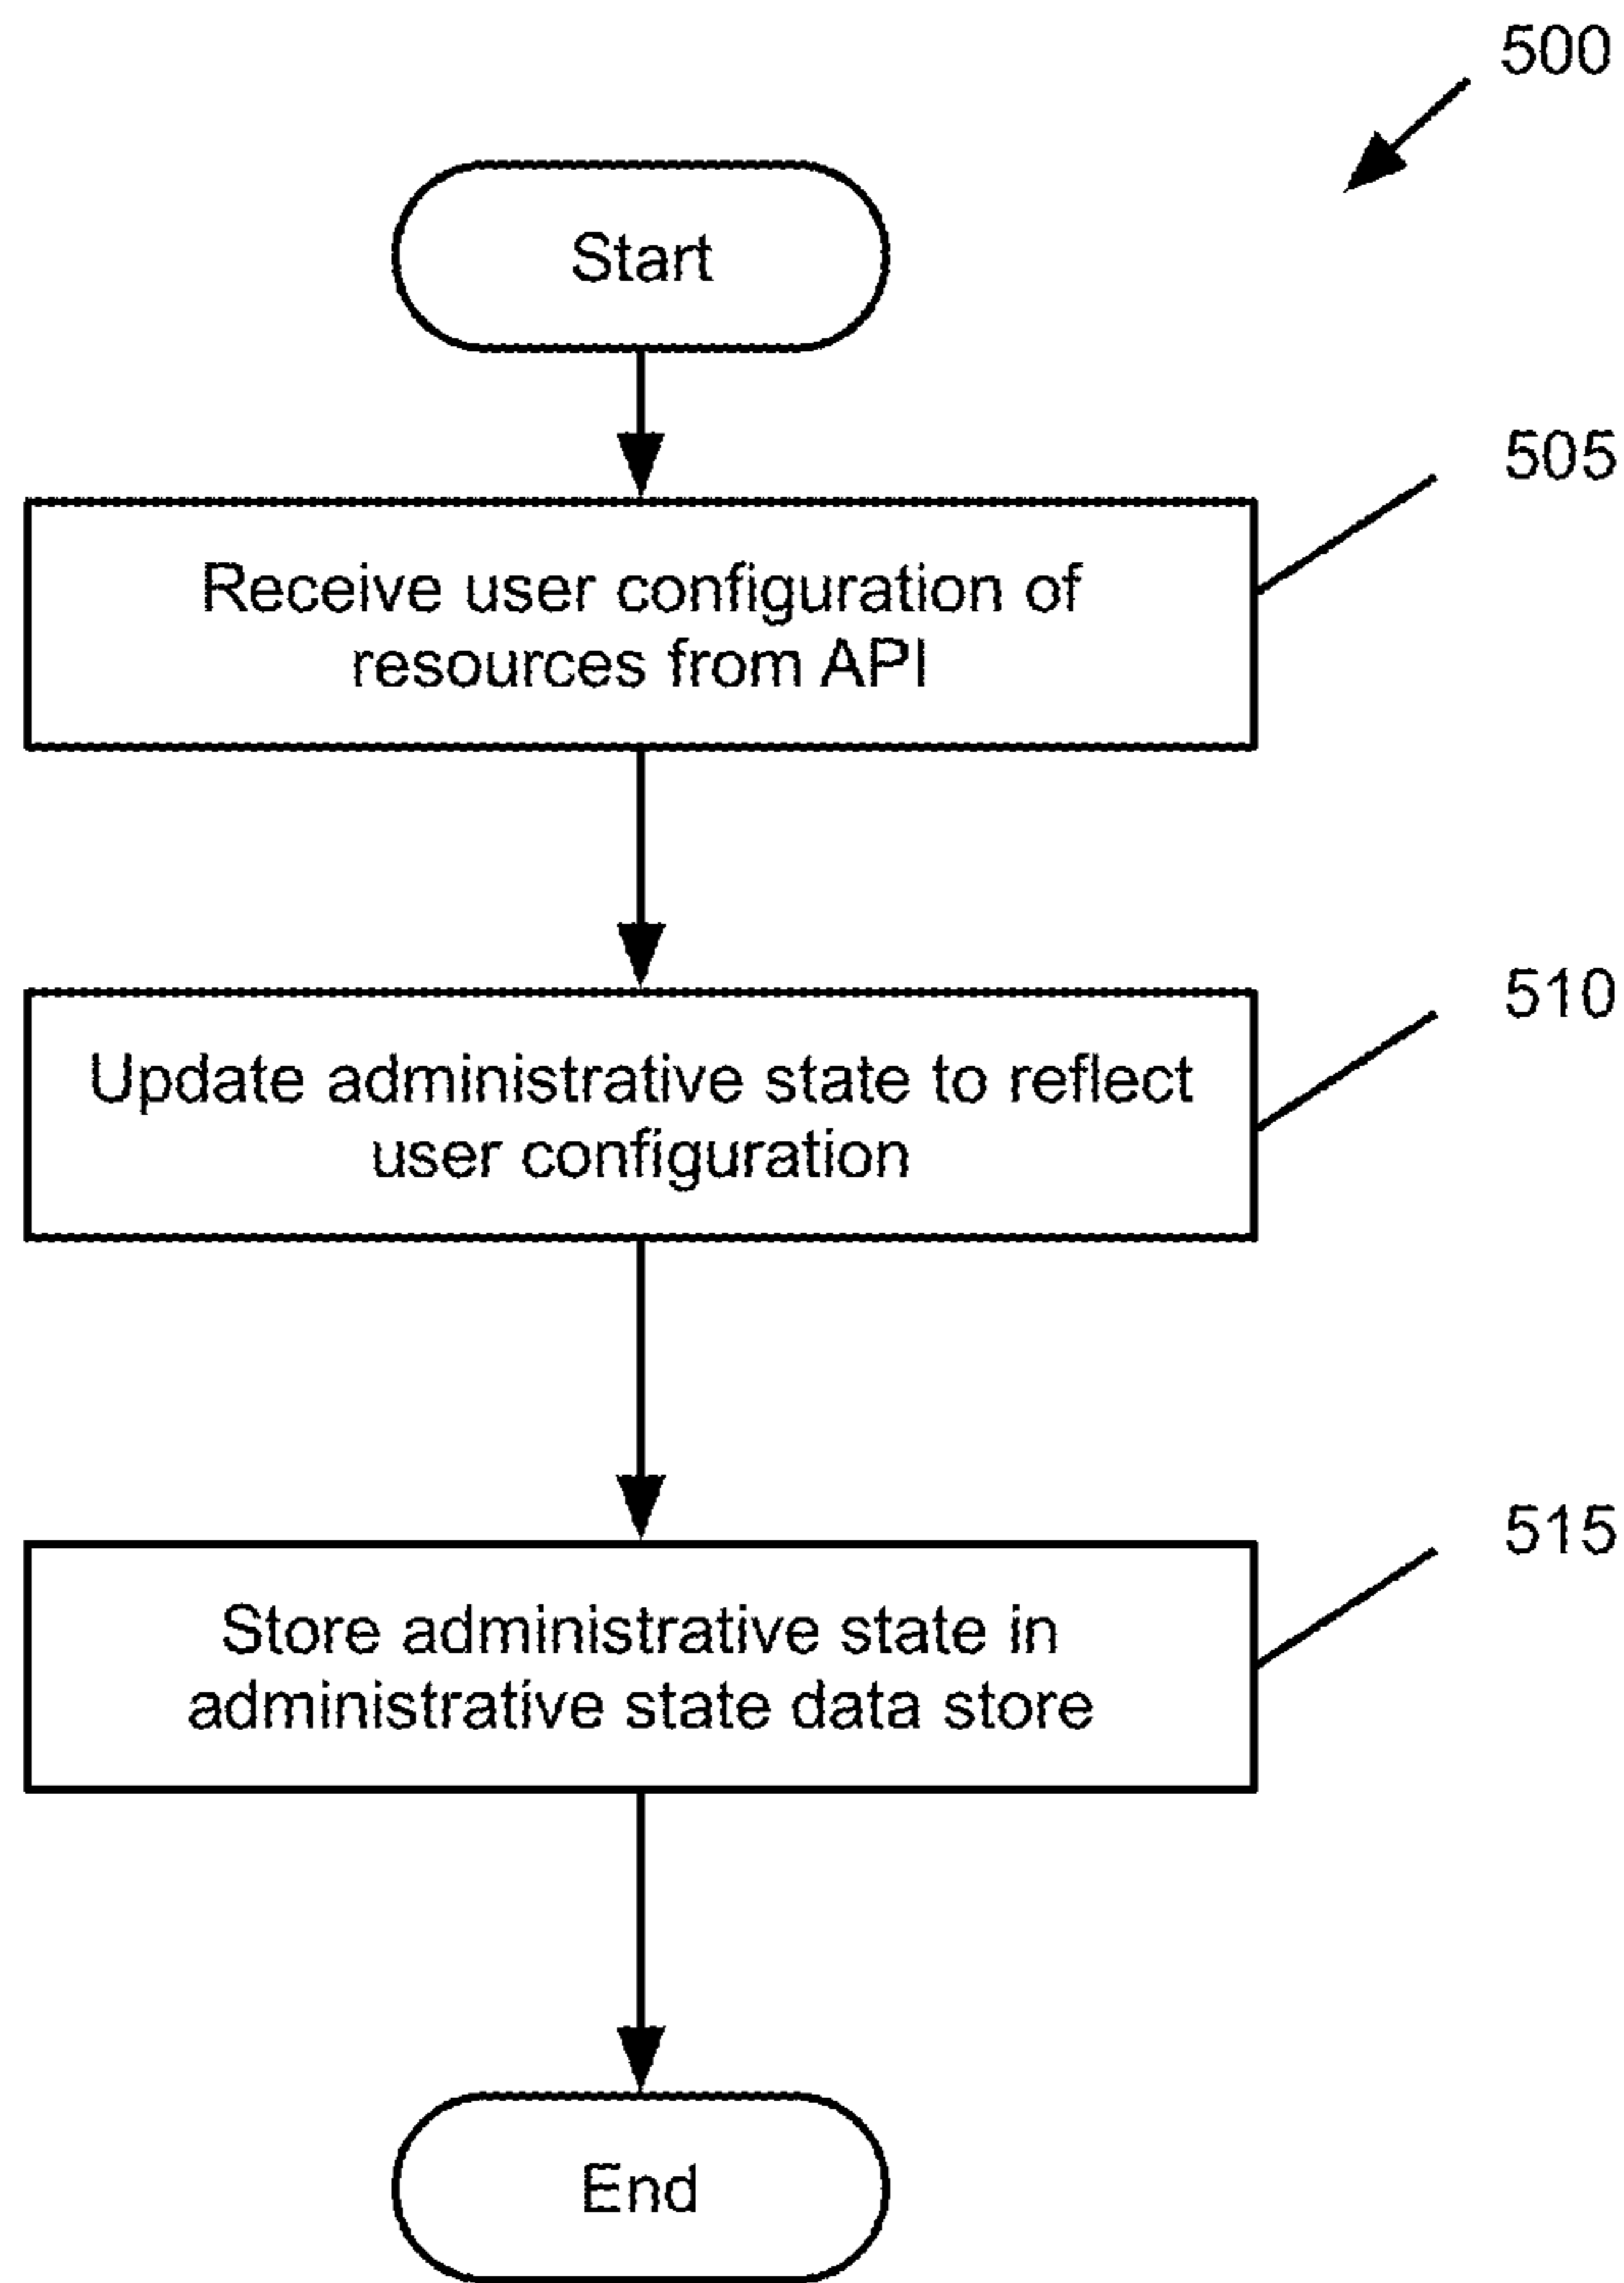 500
Start
505
Receive user configuration of
resources from API
510
Update administrative state to reflect
user configuration
515
Store administrative state in
administrative state data store
End